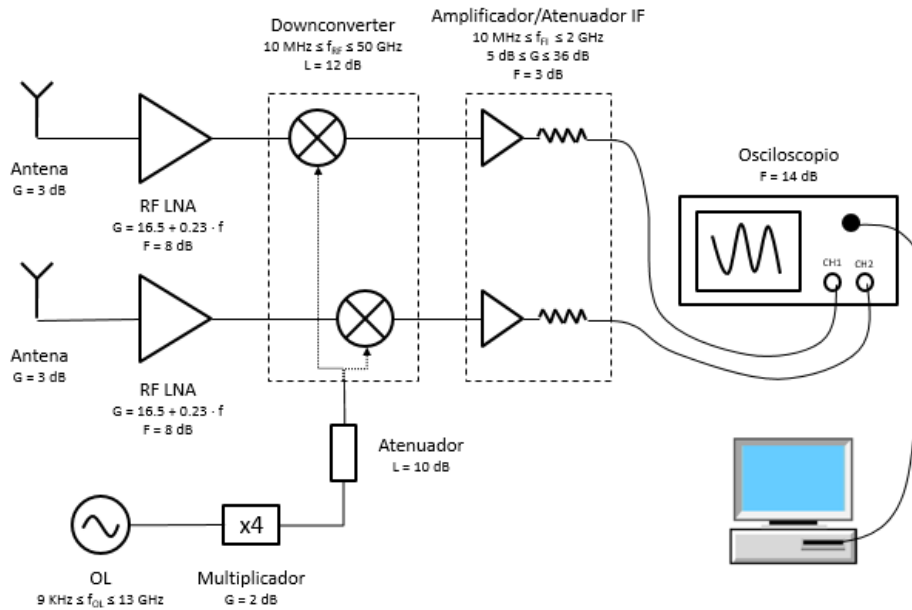 Downconverter
10 MHz ≤ fRF ≤ 50 GHz
L = 12 dB
Amplificador/Atenuador IF
10 MHz ≤ fFI ≤ 2 GHz
5 dB ≤ G ≤ 36 dB
F = 3 dB
Antena
G = 3 dB
RF LNA
G = 16.5 + 0.23 · f
F = 8 dB
Osciloscopio
F = 14 dB
CH1
CH2
Antena
G = 3 dB
RF LNA
G = 16.5 + 0.23 · f
F = 8 dB
Atenuador
L = 10 dB
x4
OL
9 KHz ≤ fOL ≤ 13 GHz
Multiplicador
G = 2 dB